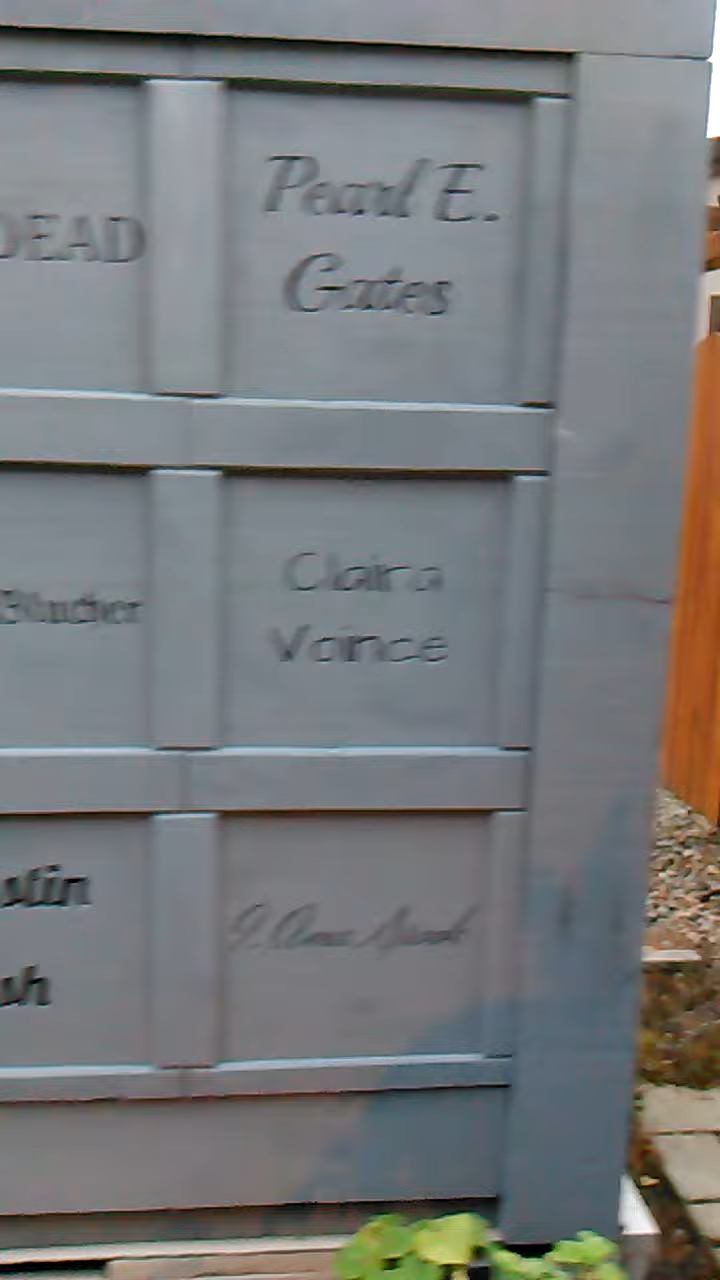 DEAD
Pearl E.
Gates
Blucher
Claira
Voince
stin
sh